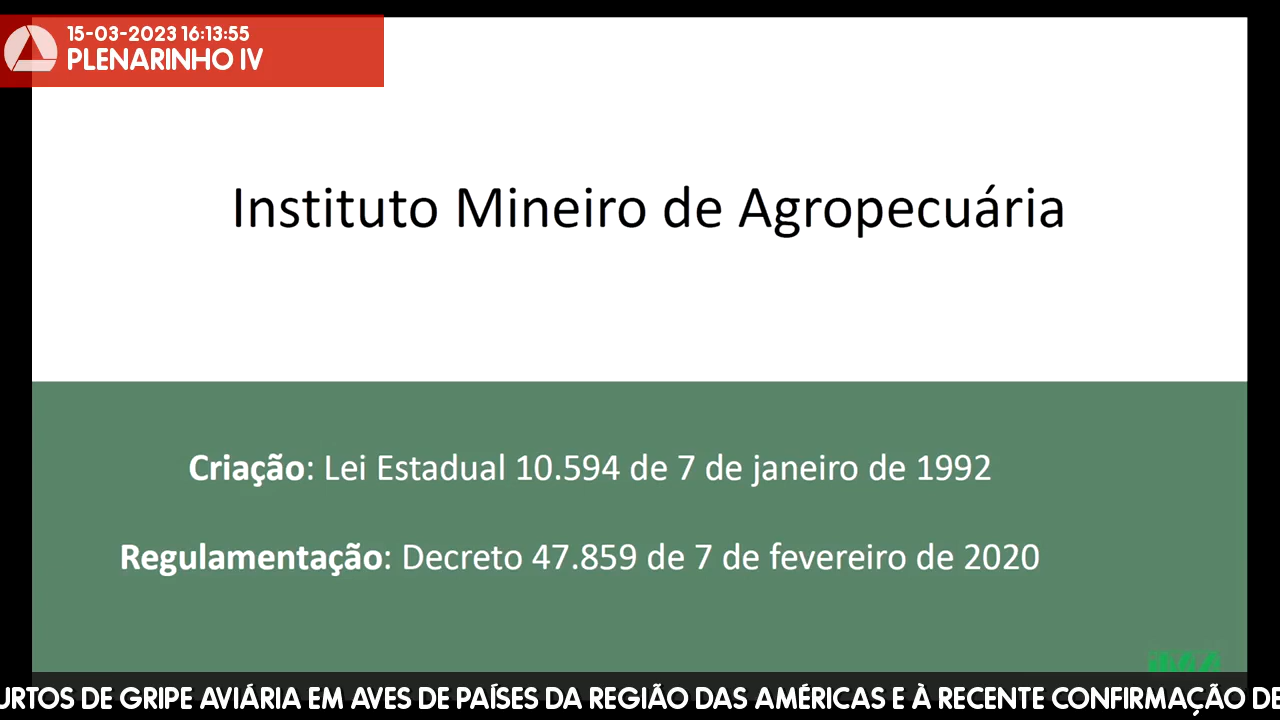 15-03-2023 16:13:55
PLENARINHO IV
Instituto Mineiro de Agropecuária
Criação: Lei Estadual 10.594 de 7 de janeiro de 1992
Regulamentação: Decreto 47.859 de 7 de fevereiro de 2020
URTOS DE GRIPE AVIÁRIA EM AVES DE PAÍSES DA REGIÃO DAS AMÉRICAS E À RECENTE CONFIRMAÇÃO DE